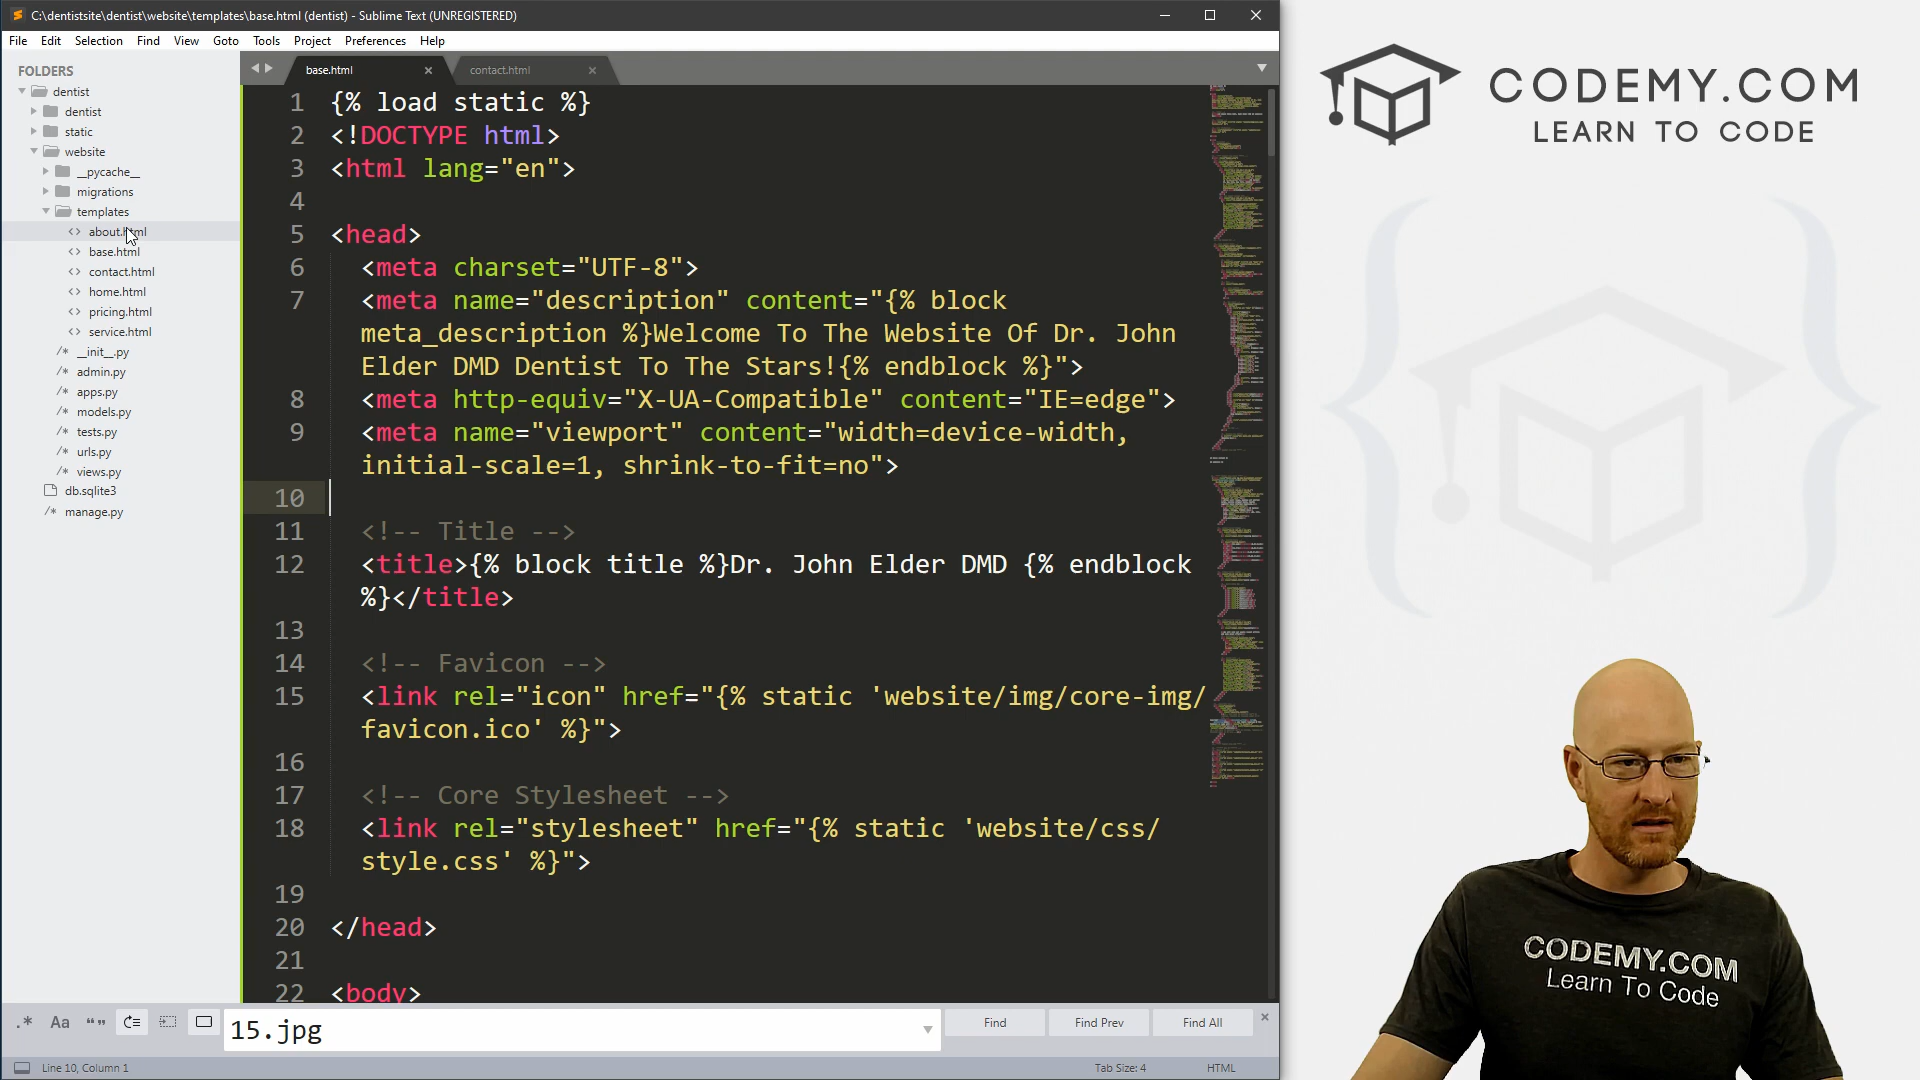 C:\dentistsite\dentist\website\templates\base.html (dentist) - Sublime Text (UNREGISTERED)
File Edit Selection Find View Goto Tools Project Preferences Help
FOLDERS
dentist
dentist
static
website
__pycache__
migrations
templates
about.html
base.html
contact.html
home.html
pricing.html
service.html
__init__.py
admin.py
apps.py
models.py
tests.py
urls.py
views.py
db.sqlite3
manage.py
base.html contact.html
1 {% load static %}
2 <!DOCTYPE html>
3 <html lang="en">
4
5 <head>
6 <meta charset="UTF-8">
7 <meta name="description" content="{% block
meta_description %}Welcome To The Website Of Dr. John
Elder DMD Dentist To The Stars!{% endblock %}">
8 <meta http-equiv="X-UA-Compatible" content="IE=edge">
9 <meta name="viewport" content="width=device-width,
initial-scale=1, shrink-to-fit=no">
10
11 <!-- Title -->
12 <title>{% block title %}Dr. John Elder DMD {% endblock
%}</title>
13
14 <!-- Favicon -->
15 <link rel="icon" href="{% static 'website/img/core-img/
favicon.ico' %}">
16
17 <!-- Core Stylesheet -->
18 <link rel="stylesheet" href="{% static 'website/css/
style.css' %}">
19
20 </head>
21
22 <body>
.* Aa “” 15.jpg Find Find Prev Find All
Line 10, Column 1 Tab Size: 4 HTML
CODEMY.COM
LEARN TO CODE
CODEMY.COM
Learn To Code